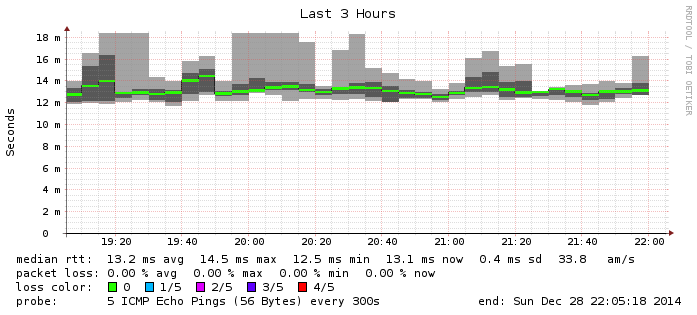 Last 3 Hours
RRDTOOL / TOBI OETIKER
Seconds
18 m
16 m
14 m
12 m
10 m
8 m
6 m
4 m
2 m
0
19:20 19:40 20:00 20:20 20:40 21:00 21:20 21:40 22:00
median rtt: 13.2 ms avg 14.5 ms max 12.5 ms min 13.1 ms now 0.4 ms sd 33.8 am/s
packet loss: 0.00 % avg 0.00 % max 0.00 % min 0.00 % now
loss color: 0 1/5 2/5 3/5 4/5
probe: 5 ICMP Echo Pings (56 Bytes) every 300s end: Sun Dec 28 22:05:18 2014